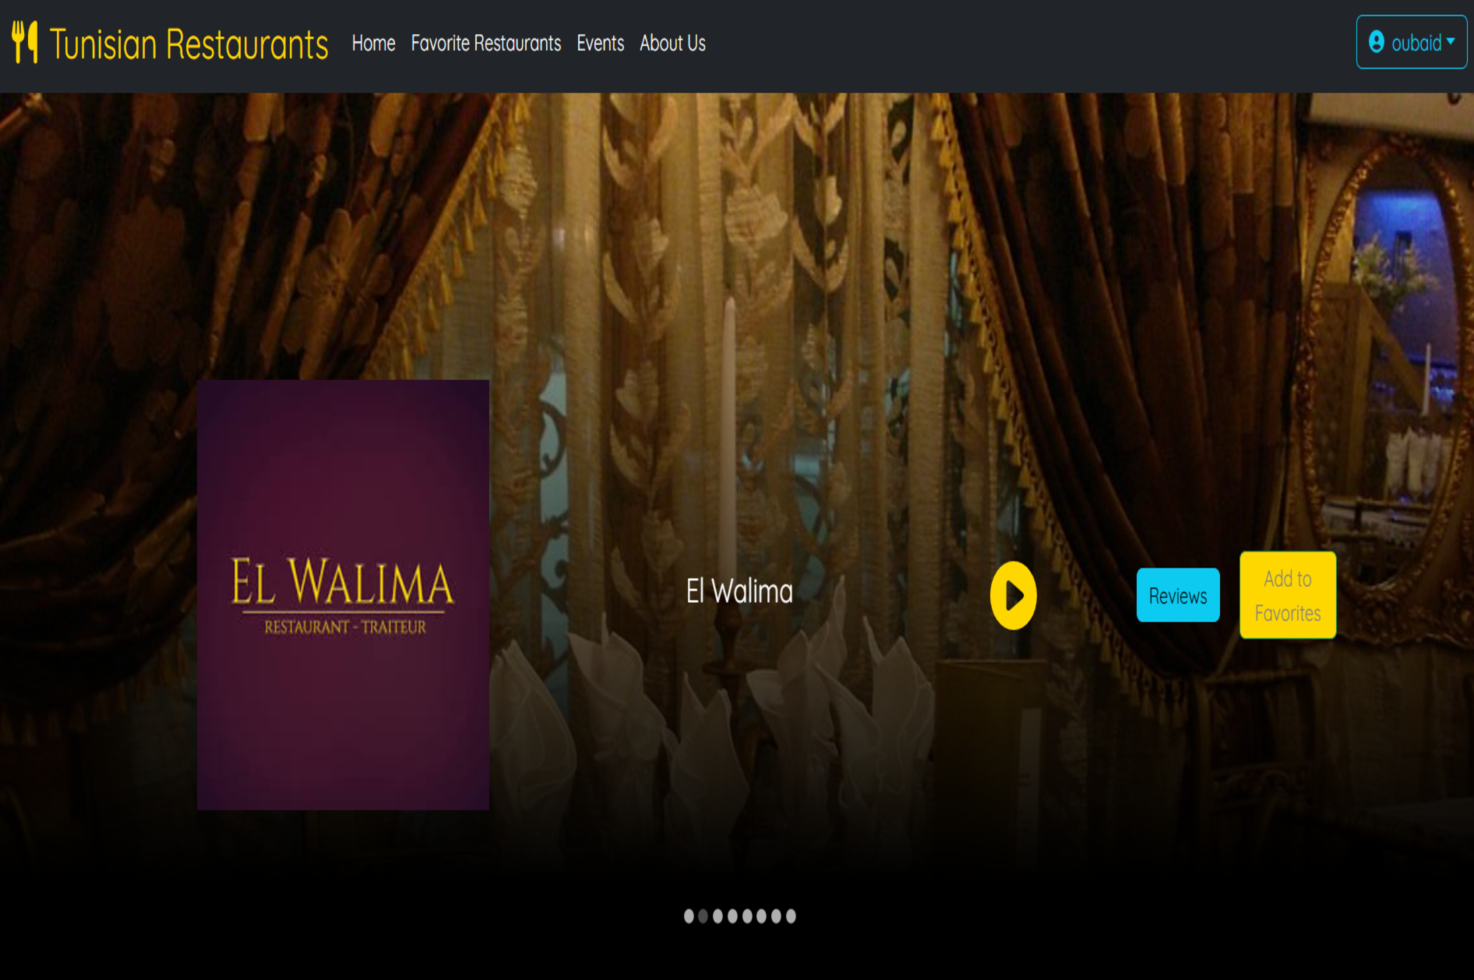 Tunisian Restaurants Home Favorite Restaurants Events About Us oubaid
EL WALIMA
RESTAURANT - TRAITEUR
El Walima
Reviews
Add to
Favorites